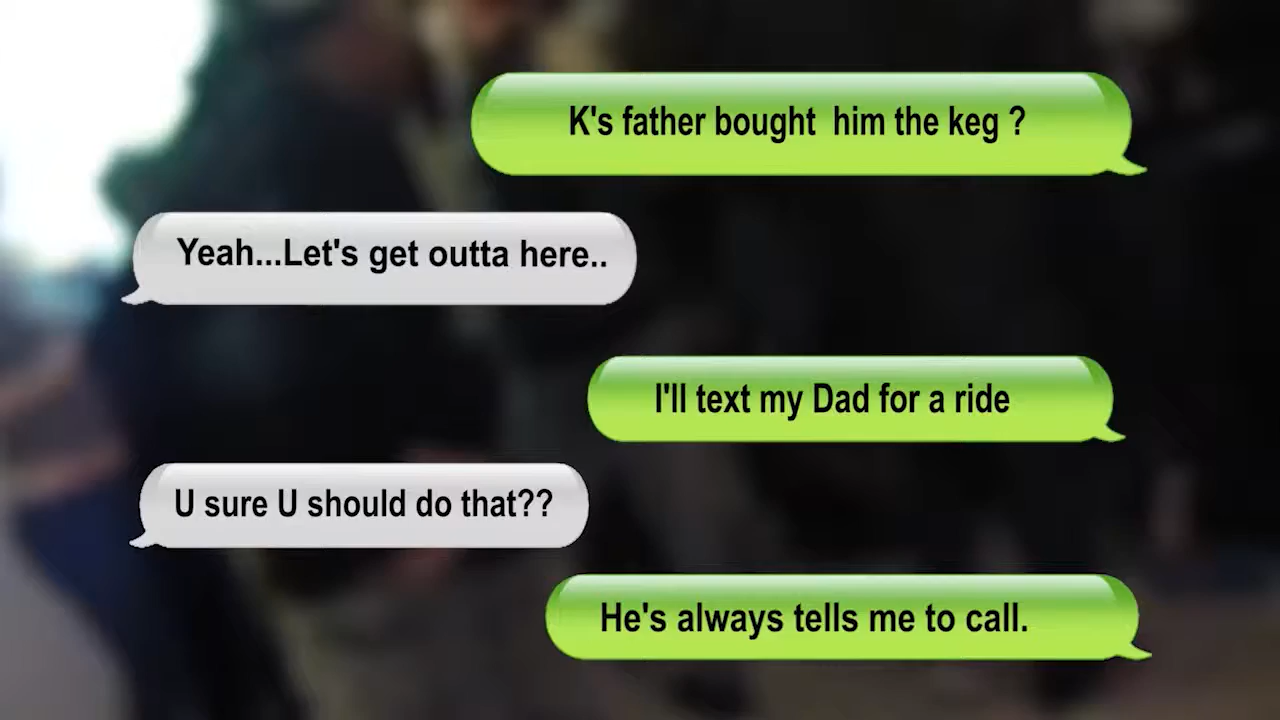 K's father bought  him the keg ?
Yeah...Let's get outta here..
I'll text my Dad for a ride
U sure U should do that??
He's always tells me to call.